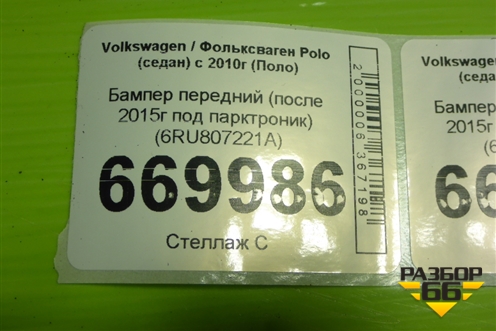 Volkswagen / Фольксваген Polo
(седан) с 2010г (Поло)
Бампер передний (после
2015г под парктроник)
(6RU807221A)
669986
Стеллаж С
2000006367198
Volkswagen
(седа
Бампер
2015г
(6
66
РАЗБОР
66